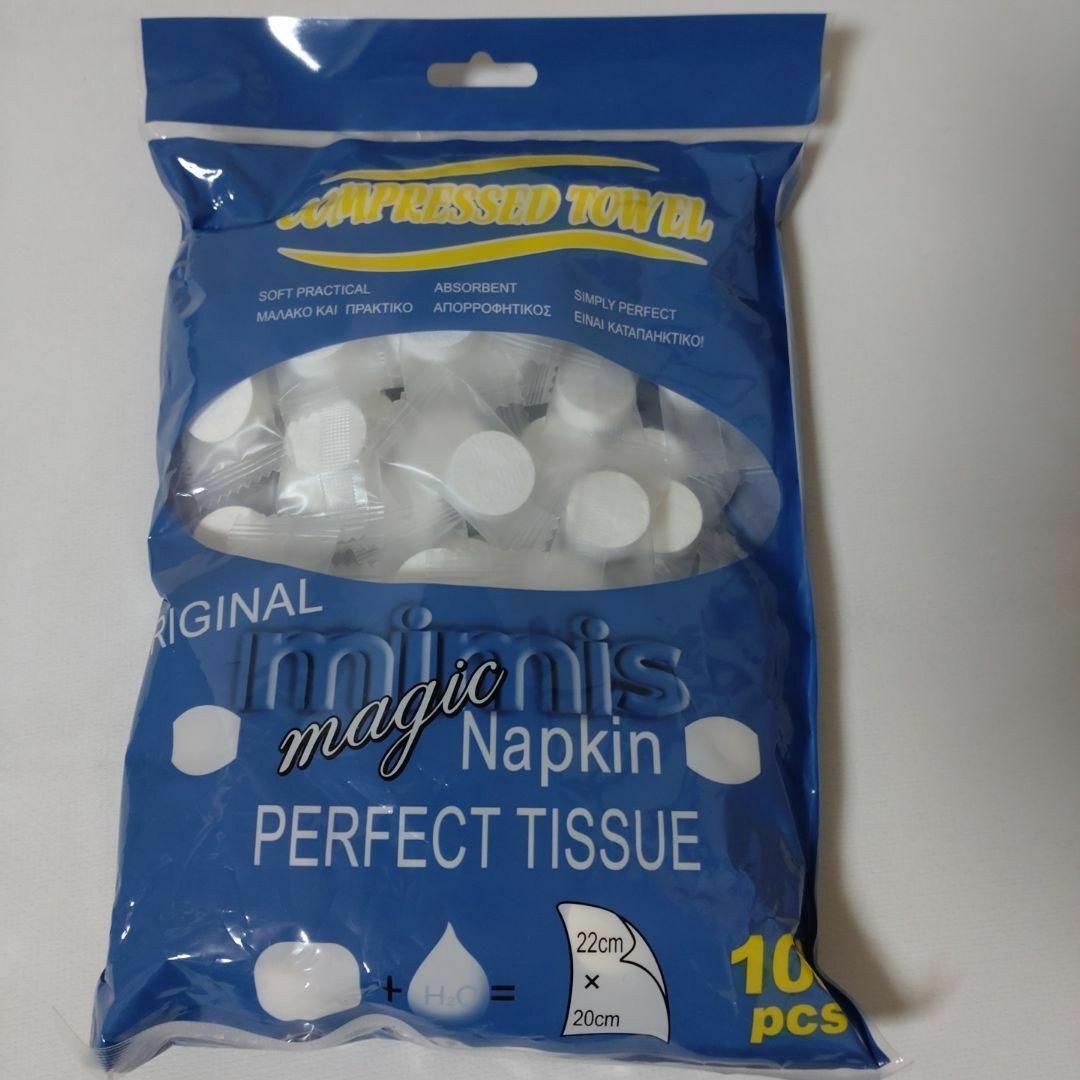 COMPRESSED TOWEL
SOFT PRACTICAL ABSORBENT SIMPLY PERFECT
ΜΑΛΑΚΟ ΚΑΙ ΠΡΑΚΤΙΚΟ ΑΠΟΡΡΟΦΗΤΙΚΟΣ ΕΙΝΑΙ ΚΑΤΑΠΛΗΚΤΙΚΟ!
RIGINAL
mimis
magic
Napkin
PERFECT TISSUE
+ H₂O =
22cm
×
20cm
pcs